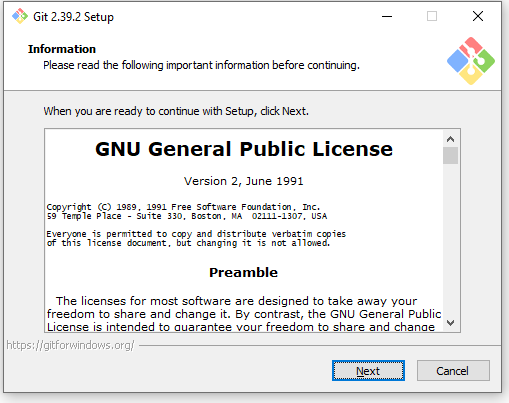 Git 2.39.2 Setup
Information
Please read the following important information before continuing.
When you are ready to continue with Setup, click Next.
GNU General Public License
Version 2, June 1991
Copyright (C) 1989, 1991 Free Software Foundation, Inc.
59 Temple Place - Suite 330, Boston, MA  02111-1307, USA
Everyone is permitted to copy and distribute verbatim copies
of this license document, but changing it is not allowed.
Preamble
The licenses for most software are designed to take away your
freedom to share and change it. By contrast, the GNU General Public
License is intended to guarantee your freedom to share and change
https://gitforwindows.org/
Next
Cancel